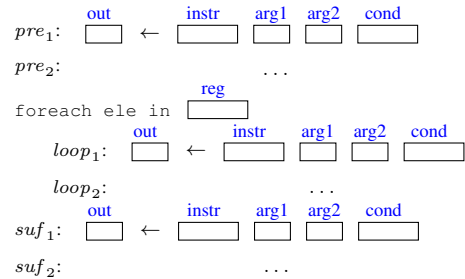 out instr arg1 arg2 cond
pre₁: ←
pre₂: ...
reg
foreach ele in
out instr arg1 arg2 cond
loop₁: ←
loop₂: ...
out instr arg1 arg2 cond
suf₁: ←
suf₂: ...